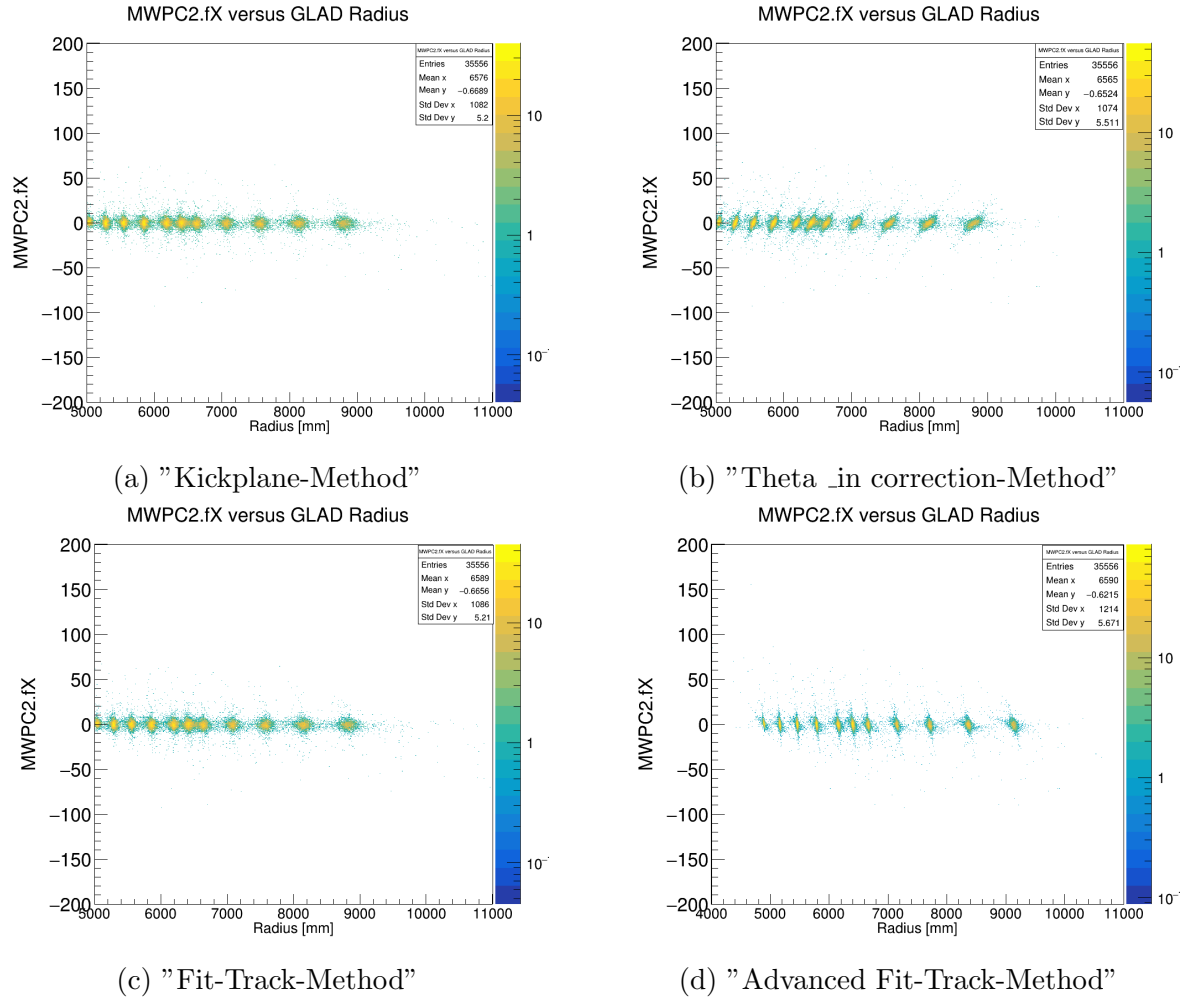 MWPC2.fX versus GLAD Radius
MWPC2.fX
200
150
100
50
0
−50
−100
−150
−200
5000 6000 7000 8000 9000 10000 11000
Radius [mm]
MWPC2.fX versus GLAD Radius
Entries 35556
Mean x 6576
Mean y −0.6689
Std Dev x 1082
Std Dev y 5.2
10
1
(a) ”Kickplane-Method”
MWPC2.fX versus GLAD Radius
MWPC2.fX
200
150
100
50
0
−50
−100
−150
−200
5000 6000 7000 8000 9000 10000 11000
Radius [mm]
MWPC2.fX versus GLAD Radius
Entries 35556
Mean x 6565
Mean y −0.6524
Std Dev x 1074
Std Dev y 5.511
10
1
(b) ”Theta _in correction-Method”
MWPC2.fX versus GLAD Radius
MWPC2.fX
200
150
100
50
0
−50
−100
−150
−200
5000 6000 7000 8000 9000 10000 11000
Radius [mm]
MWPC2.fX versus GLAD Radius
Entries 35556
Mean x 6589
Mean y −0.6656
Std Dev x 1086
Std Dev y 5.21
10
1
(c) ”Fit-Track-Method”
MWPC2.fX versus GLAD Radius
MWPC2.fX
200
150
100
50
0
−50
−100
−150
−200
4000 5000 6000 7000 8000 9000 10000 11000
Radius [mm]
MWPC2.fX versus GLAD Radius
Entries 35556
Mean x 6590
Mean y −0.6215
Std Dev x 1214
Std Dev y 5.671
10
1
(d) ”Advanced Fit-Track-Method”